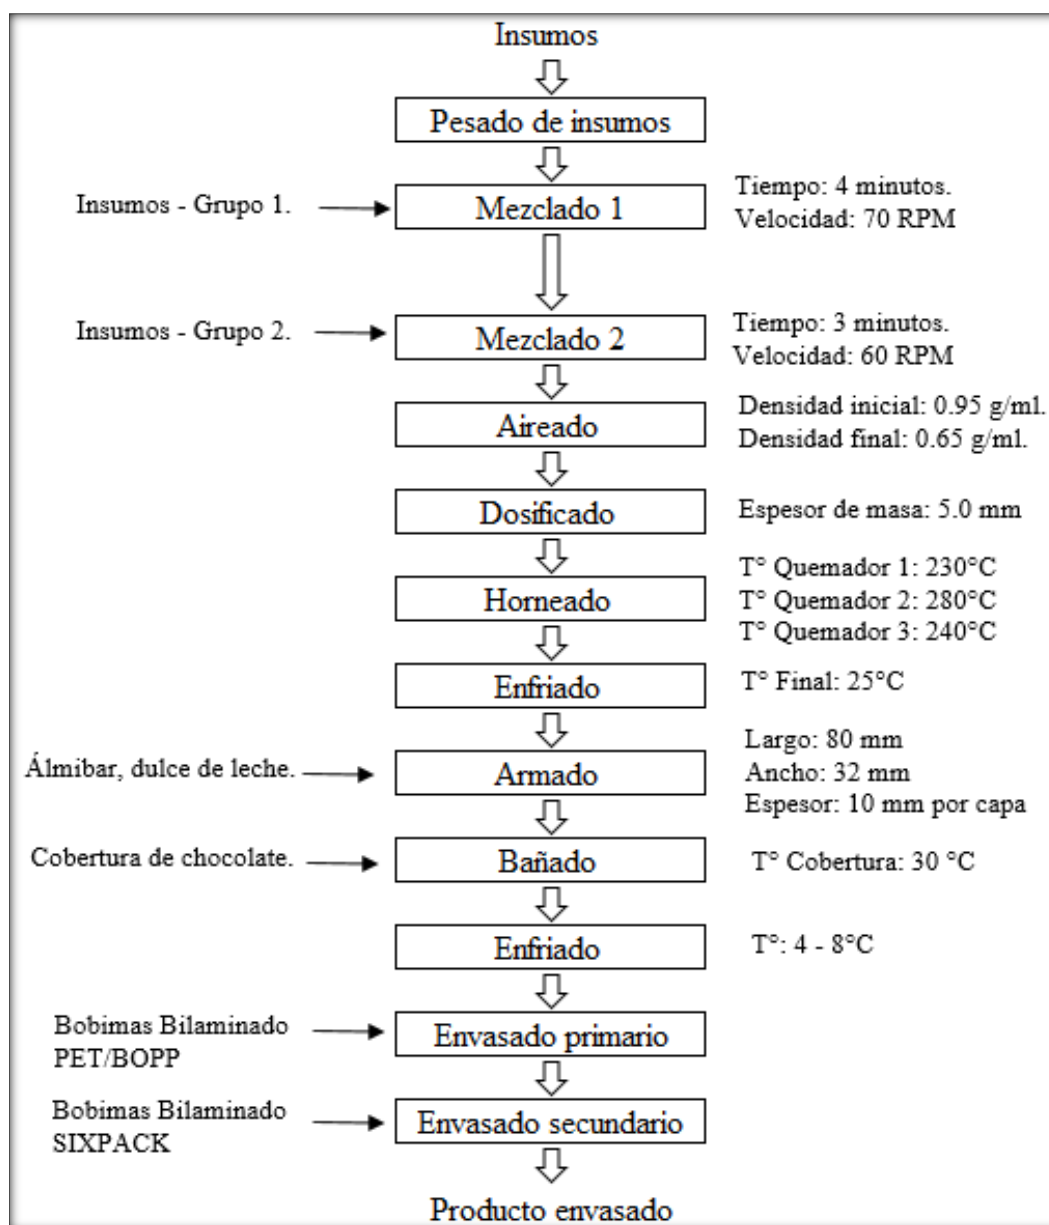 Insumos
Pesado de insumos
Insumos - Grupo 1.
Mezclado 1
Tiempo: 4 minutos.
Velocidad: 70 RPM
Insumos - Grupo 2.
Mezclado 2
Tiempo: 3 minutos.
Velocidad: 60 RPM
Aireado
Densidad inicial: 0.95 g/ml.
Densidad final: 0.65 g/ml.
Dosificado
Espesor de masa: 5.0 mm
Horneado
T° Quemador 1: 230°C
T° Quemador 2: 280°C
T° Quemador 3: 240°C
Enfriado
T° Final: 25°C
Álmibar, dulce de leche.
Armado
Largo: 80 mm
Ancho: 32 mm
Espesor: 10 mm por capa
Cobertura de chocolate.
Bañado
T° Cobertura: 30 °C
Enfriado
T°: 4 - 8°C
Bobimas Bilaminado
PET/BOPP
Envasado primario
Bobimas Bilaminado
SIXPACK
Envasado secundario
Producto envasado